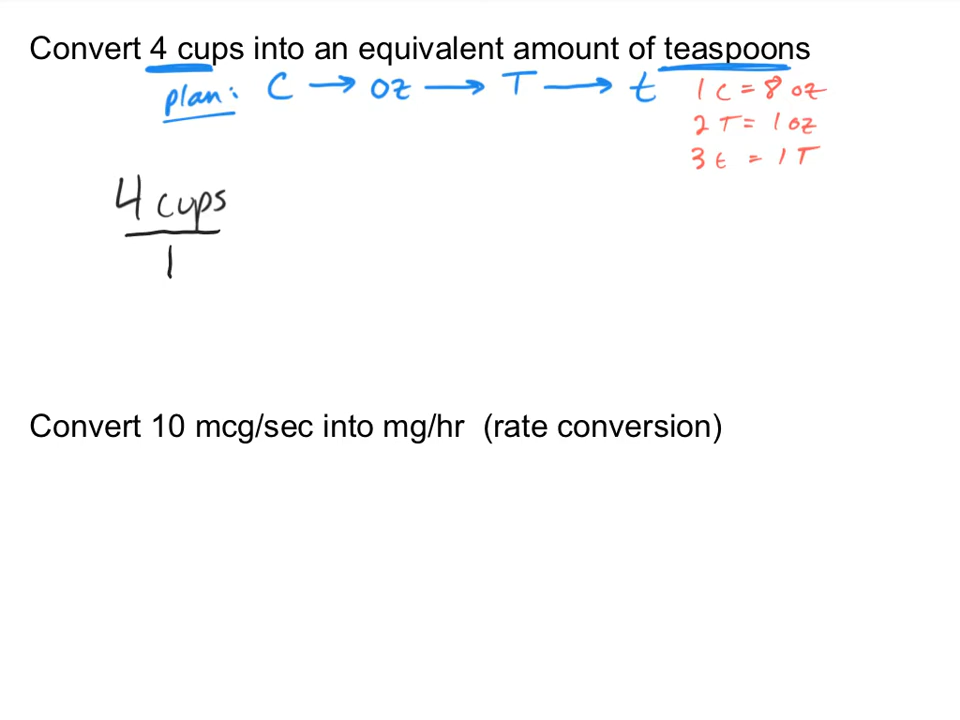 Convert 4 cups into an equivalent amount of teaspoons
plan: C → oz → T → t
1 c = 8 oz
2 T = 1 oz
3 t = 1 T
4 cups
1
Convert 10 mcg/sec into mg/hr (rate conversion)